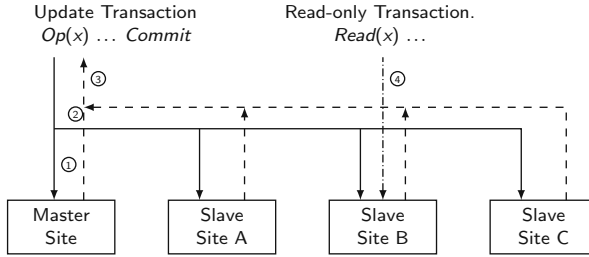 Update Transaction
Op(x) ... Commit
Read-only Transaction.
Read(x) ...
③
④
②
①
Master
Site
Slave
Site A
Slave
Site B
Slave
Site C